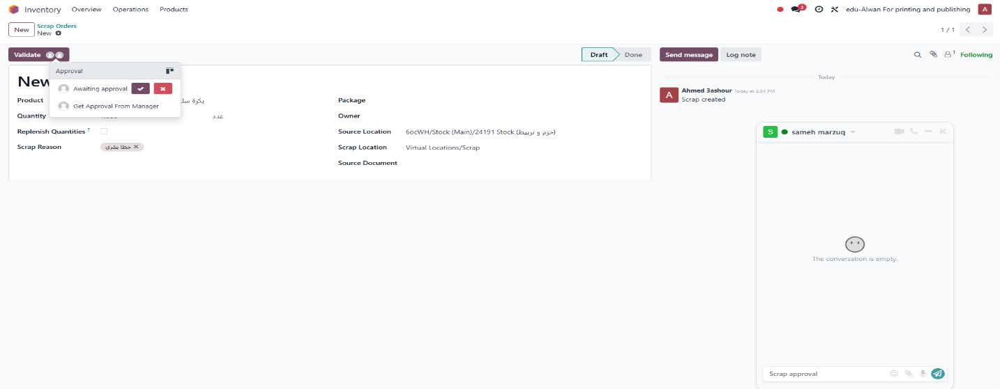 Inventory Overview Operations Products
3
edu-Alwan For printing and publishing A
New Scrap Orders
New
1 / 1
Validate
Draft Done
Send message Log note
1 Following
Approval
New
Awaiting approval
Get Approval From Manager
Product
بكرة
Quantity
عدد
Replenish Quantities ?
Scrap Reason
خطا بشري ×
Package
Owner
Source Location 6ocWH/Stock (Main)/24191 Stock (حزم و تربيط)
Scrap Location Virtual Locations/Scrap
Source Document
Today
A Ahmed 3ashour Today at 2:54 PM
Scrap created
S sameh marzuq
The conversation is empty.
Scrap approval